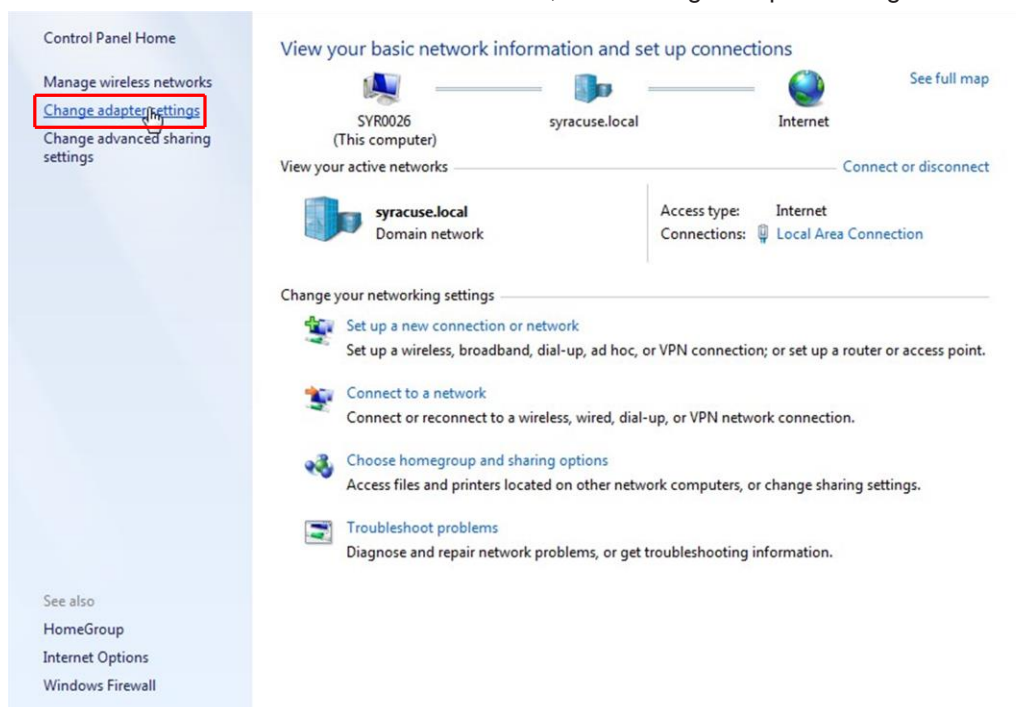 Control Panel Home
Manage wireless networks
Change adapter settings
Change advanced sharing
settings
See also
HomeGroup
Internet Options
Windows Firewall
View your basic network information and set up connections
See full map
SYR0026
(This computer)
syracuse.local
Internet
View your active networks
Connect or disconnect
syracuse.local
Domain network
Access type: Internet
Connections: Local Area Connection
Change your networking settings
Set up a new connection or network
Set up a wireless, broadband, dial-up, ad hoc, or VPN connection; or set up a router or access point.
Connect to a network
Connect or reconnect to a wireless, wired, dial-up, or VPN network connection.
Choose homegroup and sharing options
Access files and printers located on other network computers, or change sharing settings.
Troubleshoot problems
Diagnose and repair network problems, or get troubleshooting information.